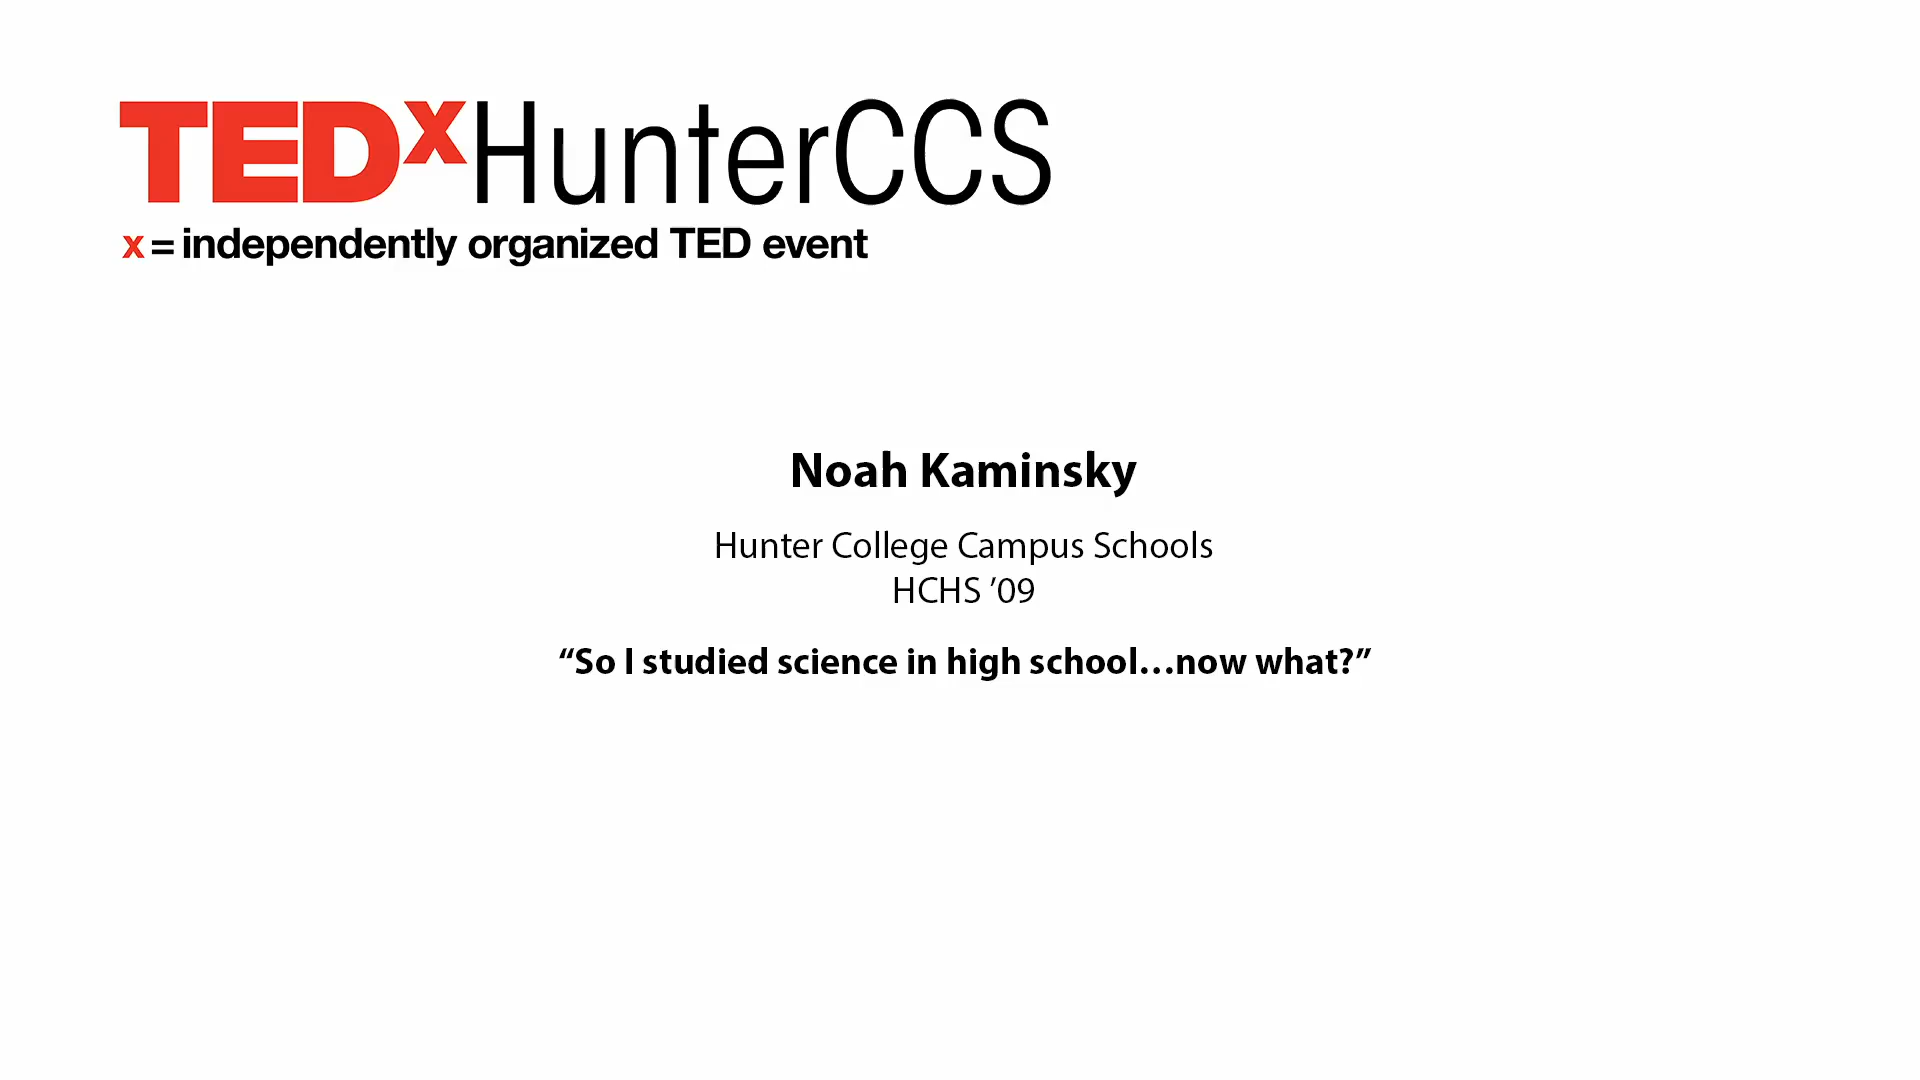 TEDxHunterCCS
x = independently organized TED event
Noah Kaminsky
Hunter College Campus Schools
HCHS ’09
“So I studied science in high school…now what?”